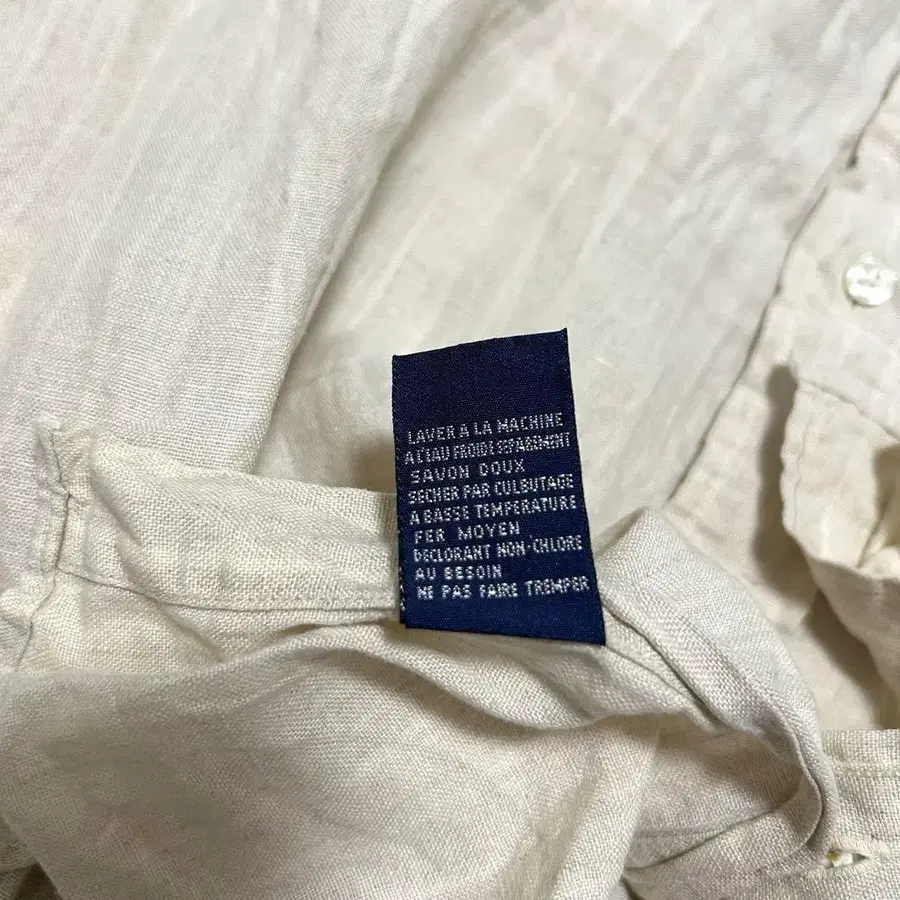 LAVER A LA MACHINE
A L'EAU FROIDE SEPAREMENT
SAVON DOUX
SECHER PAR CULBUTAGE
A BASSE TEMPERATURE
FER MOYEN
DECLORANT NON-CHLORE
AU BESOIN
NE PAS FAIRE TREMPER